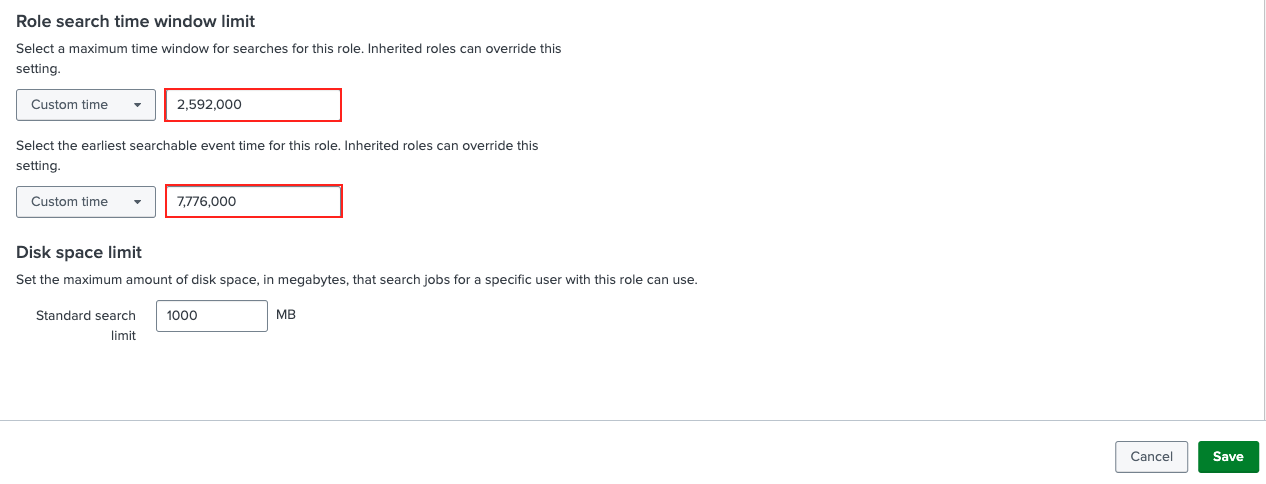 Role search time window limit
Select a maximum time window for searches for this role. Inherited roles can override this
setting.
Custom time 2,592,000
Select the earliest searchable event time for this role. Inherited roles can override this
setting.
Custom time 7,776,000
Disk space limit
Set the maximum amount of disk space, in megabytes, that search jobs for a specific user with this role can use.
Standard search 1000 MB
limit
Cancel Save